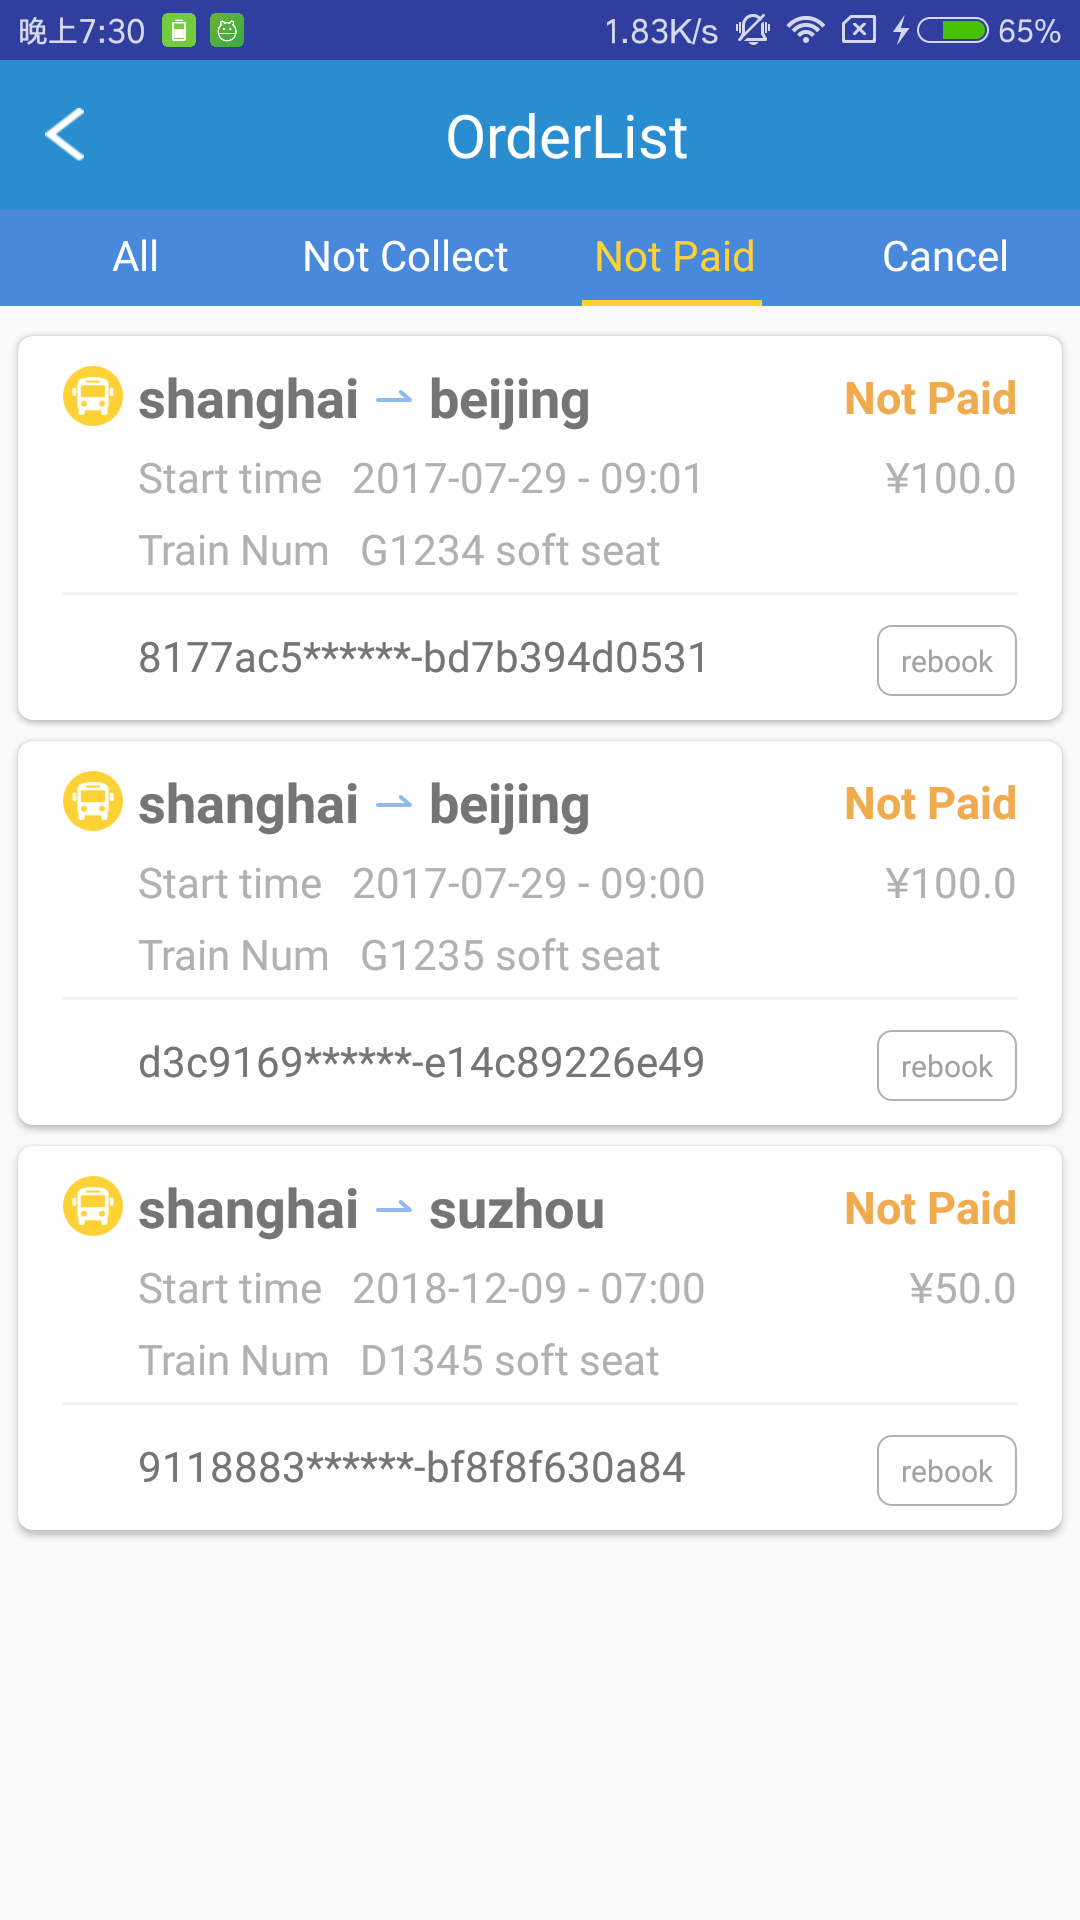 晚上7:30 1.83K/s 65%
OrderList
All Not Collect Not Paid Cancel
shanghai beijing Not Paid
Start time 2017-07-29 - 09:01 ¥100.0
Train Num G1234 soft seat
8177ac5******-bd7b394d0531 rebook
shanghai beijing Not Paid
Start time 2017-07-29 - 09:00 ¥100.0
Train Num G1235 soft seat
d3c9169******-e14c89226e49 rebook
shanghai suzhou Not Paid
Start time 2018-12-09 - 07:00 ¥50.0
Train Num D1345 soft seat
9118883******-bf8f8f630a84 rebook